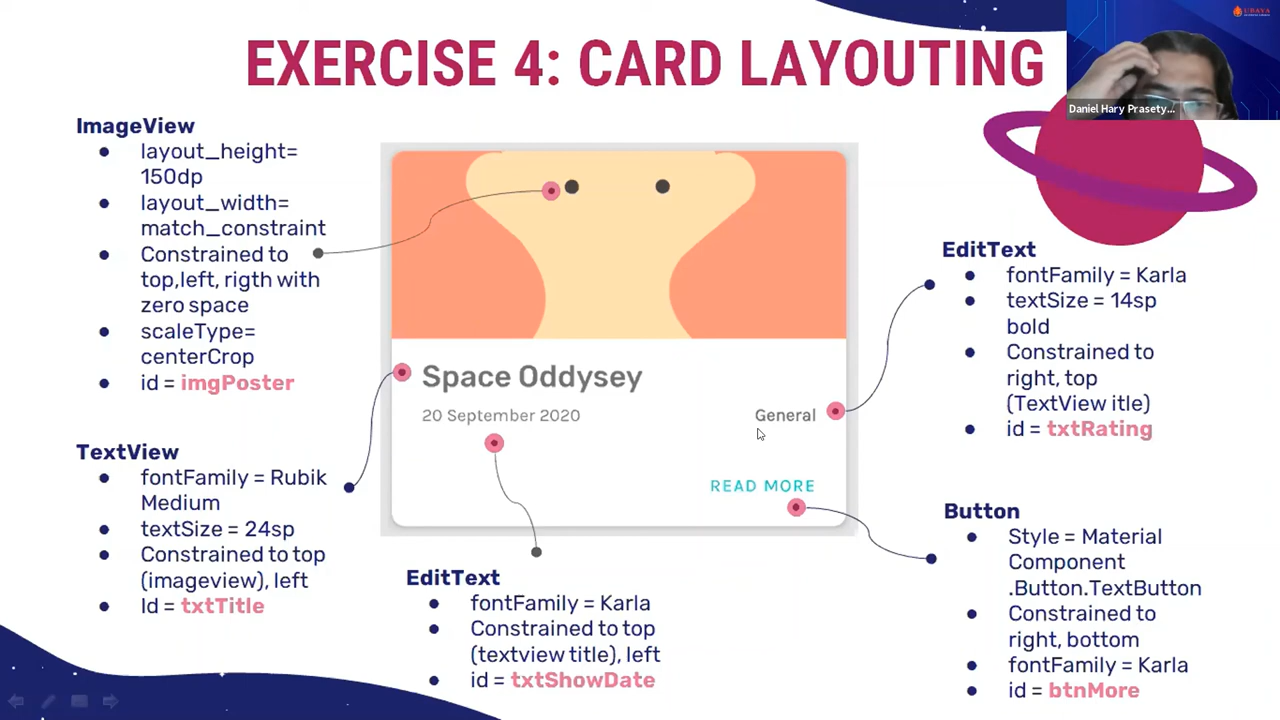 UBAYA
EXERCISE 4: CARD LAYOUTING
Daniel Hary Prasety...
ImageView
layout_height=
150dp
layout_width=
match_constraint
Constrained to
top,left, rigth with
zero space
scaleType=
centerCrop
id = imgPoster
TextView
fontFamily = Rubik
Medium
textSize = 24sp
Constrained to top
(imageview), left
Id = txtTitle
Space Oddysey
20 September 2020
General
READ MORE
EditText
fontFamily = Karla
Constrained to top
(textview title), left
id = txtShowDate
EditText
fontFamily = Karla
textSize = 14sp
bold
Constrained to
right, top
(TextView itle)
id = txtRating
Button
Style = Material
Component
.Button.TextButton
Constrained to
right, bottom
fontFamily = Karla
id = btnMore